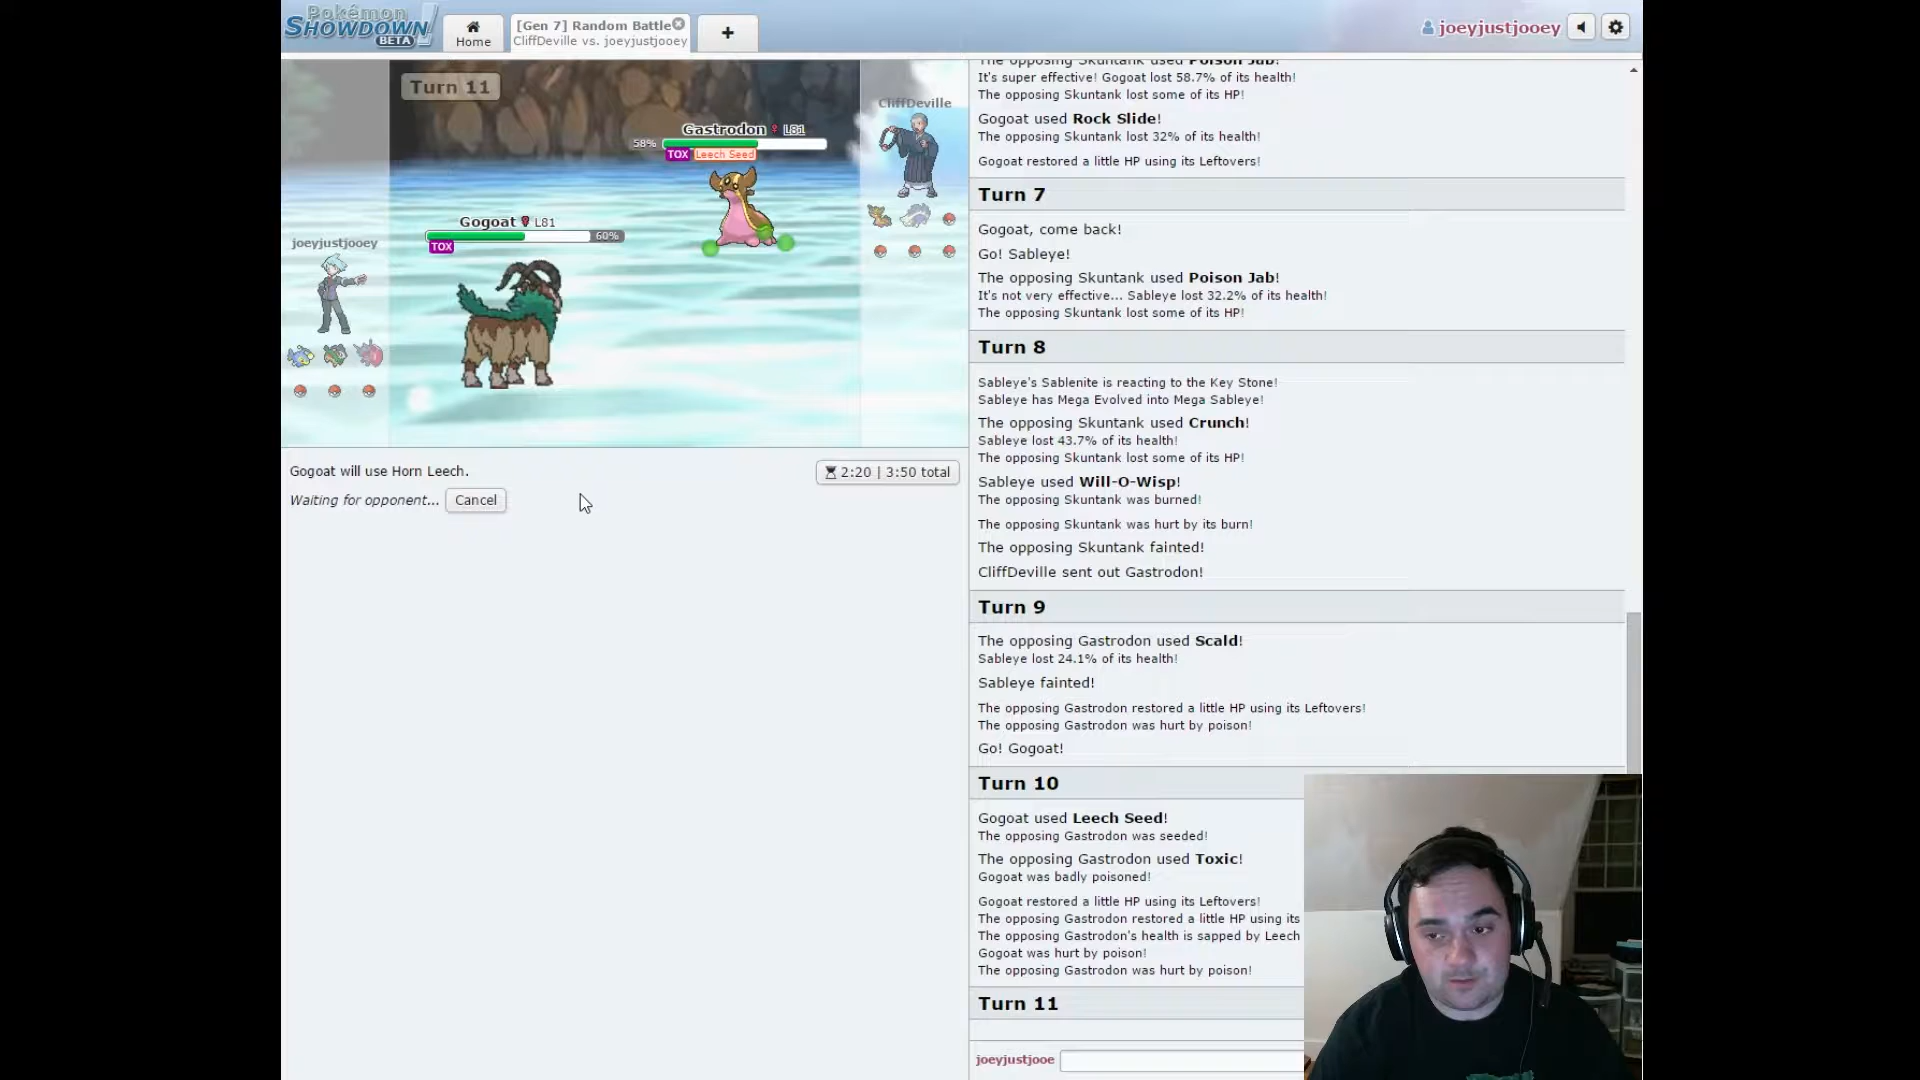 Pokémon
SHOWDOWN!
BETA
Home
[Gen 7] Random Battle
CliffDeville vs. joeyjustjooey
+
joeyjustjooey
Turn 11
CliffDeville
Gastrodon L81
58%
TOX Leech Seed
Gogoat L81
60%
TOX
joeyjustjooey
Gogoat will use Horn Leech.
2:20 | 3:50 total
Waiting for opponent... Cancel
The opposing Skuntank used Poison Jab!
It's super effective! Gogoat lost 58.7% of its health!
The opposing Skuntank lost some of its HP!
Gogoat used Rock Slide!
The opposing Skuntank lost 32% of its health!
Gogoat restored a little HP using its Leftovers!
Turn 7
Gogoat, come back!
Go! Sableye!
The opposing Skuntank used Poison Jab!
It's not very effective... Sableye lost 32.2% of its health!
The opposing Skuntank lost some of its HP!
Turn 8
Sableye's Sablenite is reacting to the Key Stone!
Sableye has Mega Evolved into Mega Sableye!
The opposing Skuntank used Crunch!
Sableye lost 43.7% of its health!
The opposing Skuntank lost some of its HP!
Sableye used Will-O-Wisp!
The opposing Skuntank was burned!
The opposing Skuntank was hurt by its burn!
The opposing Skuntank fainted!
CliffDeville sent out Gastrodon!
Turn 9
The opposing Gastrodon used Scald!
Sableye lost 24.1% of its health!
Sableye fainted!
The opposing Gastrodon restored a little HP using its Leftovers!
The opposing Gastrodon was hurt by poison!
Go! Gogoat!
Turn 10
Gogoat used Leech Seed!
The opposing Gastrodon was seeded!
The opposing Gastrodon used Toxic!
Gogoat was badly poisoned!
Gogoat restored a little HP using its Leftovers!
The opposing Gastrodon restored a little HP using its
The opposing Gastrodon's health is sapped by Leech
Gogoat was hurt by poison!
The opposing Gastrodon was hurt by poison!
Turn 11
joeyjustjooe